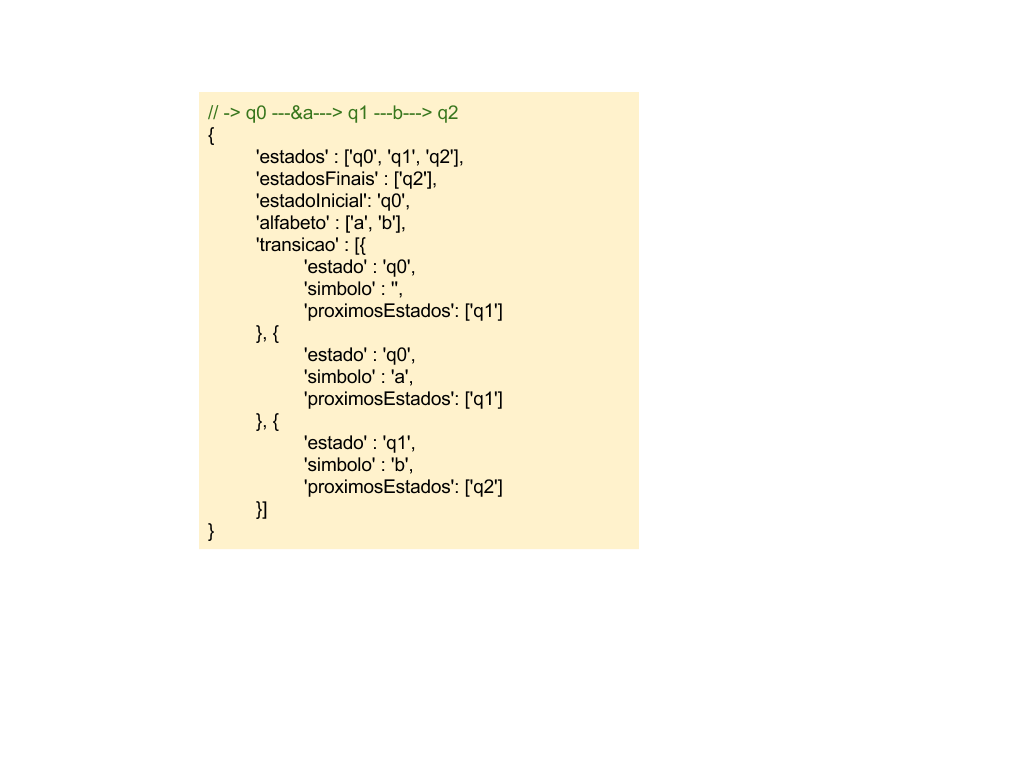 // -> q0 ---&a---> q1 ---b---> q2
{
'estados' : ['q0', 'q1', 'q2'],
'estadosFinais' : ['q2'],
'estadoInicial': 'q0',
'alfabeto' : ['a', 'b'],
'transicao' : [{
'estado' : 'q0',
'simbolo' : '',
'proximosEstados': ['q1']
}, {
'estado' : 'q0',
'simbolo' : 'a',
'proximosEstados': ['q1']
}, {
'estado' : 'q1',
'simbolo' : 'b',
'proximosEstados': ['q2']
}]
}